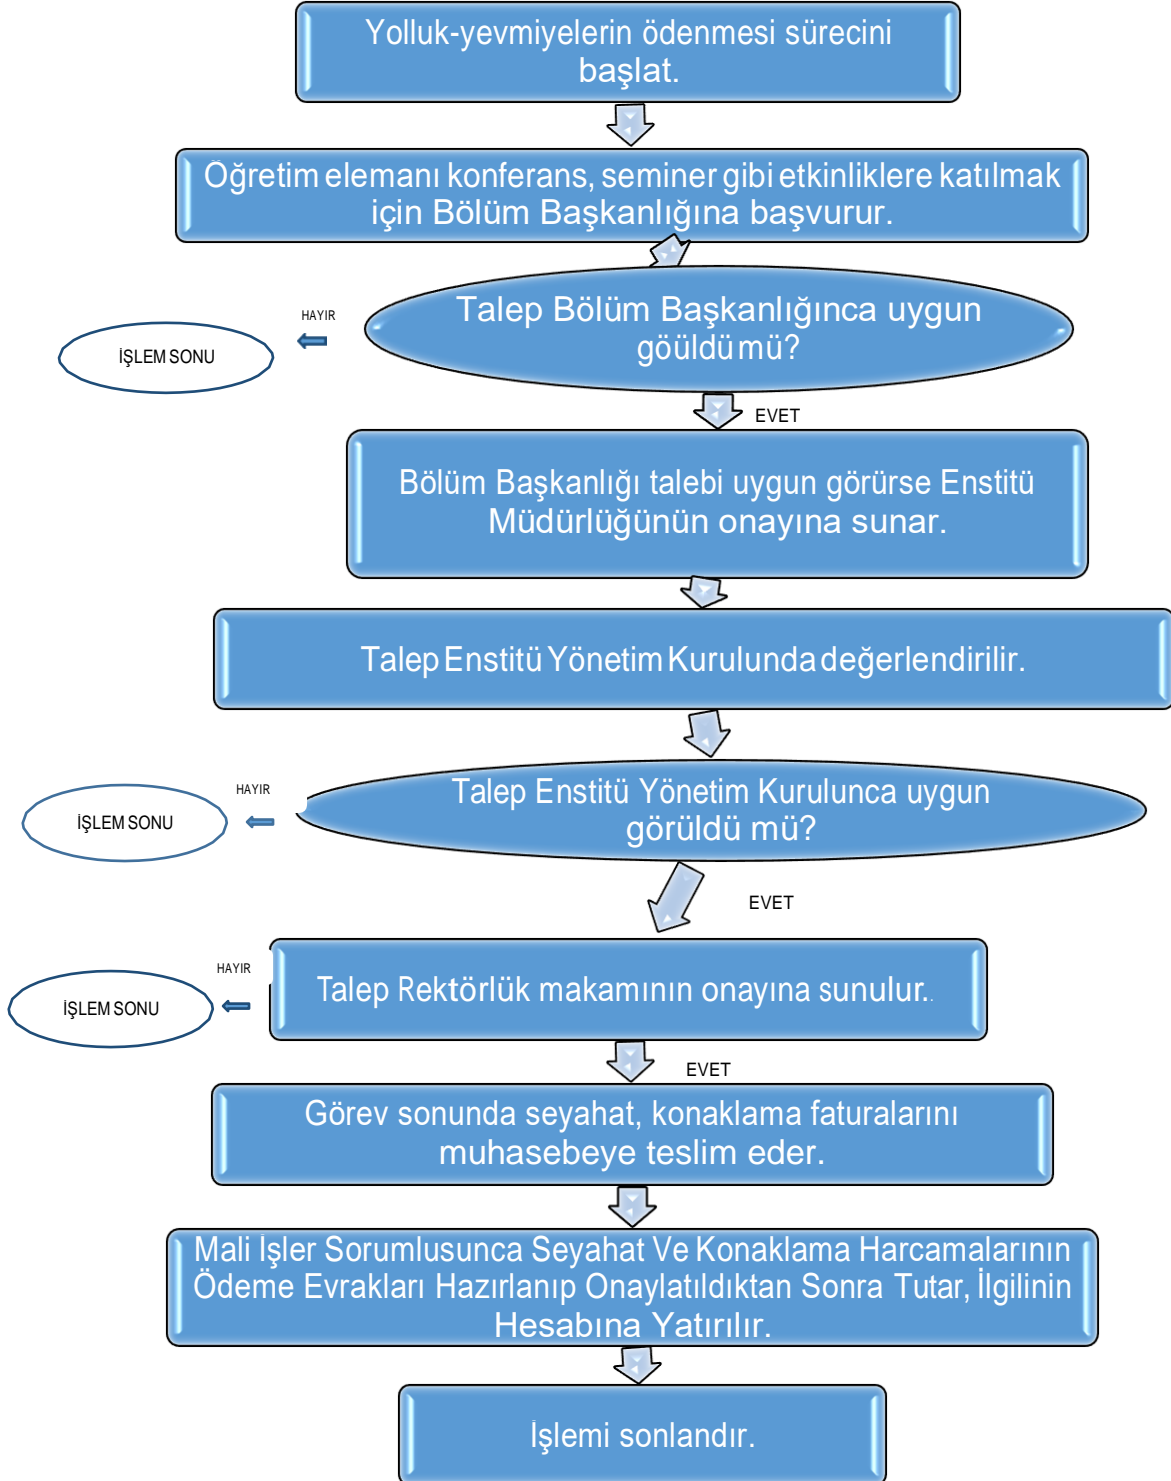 Yolluk-yevmiyelerin ödenmesi sürecini
başlat.
Öğretim elemanı konferans, seminer gibi etkinliklere katılmak
için Bölüm Başkanlığına başvurur.
Talep Bölüm Başkanlığınca uygun
göüldü mü?
HAYIR
İŞLEM SONU
EVET
Bölüm Başkanlığı talebi uygun görürse Enstitü
Müdürlüğünün onayına sunar.
Talep Enstitü Yönetim Kurulunda değerlendirilir.
Talep Enstitü Yönetim Kurulunca uygun
görüldü mü?
HAYIR
İŞLEM SONU
EVET
Talep Rektörlük makamının onayına sunulur..
HAYIR
İŞLEM SONU
EVET
Görev sonunda seyahat, konaklama faturalarını
muhasebeye teslim eder.
Mali İşler Sorumlusunca Seyahat Ve Konaklama Harcamalarının
Ödeme Evrakları Hazırlanıp Onaylatıldıktan Sonra Tutar, İlgilinin
Hesabına Yatırılır.
İşlemi sonlandır.